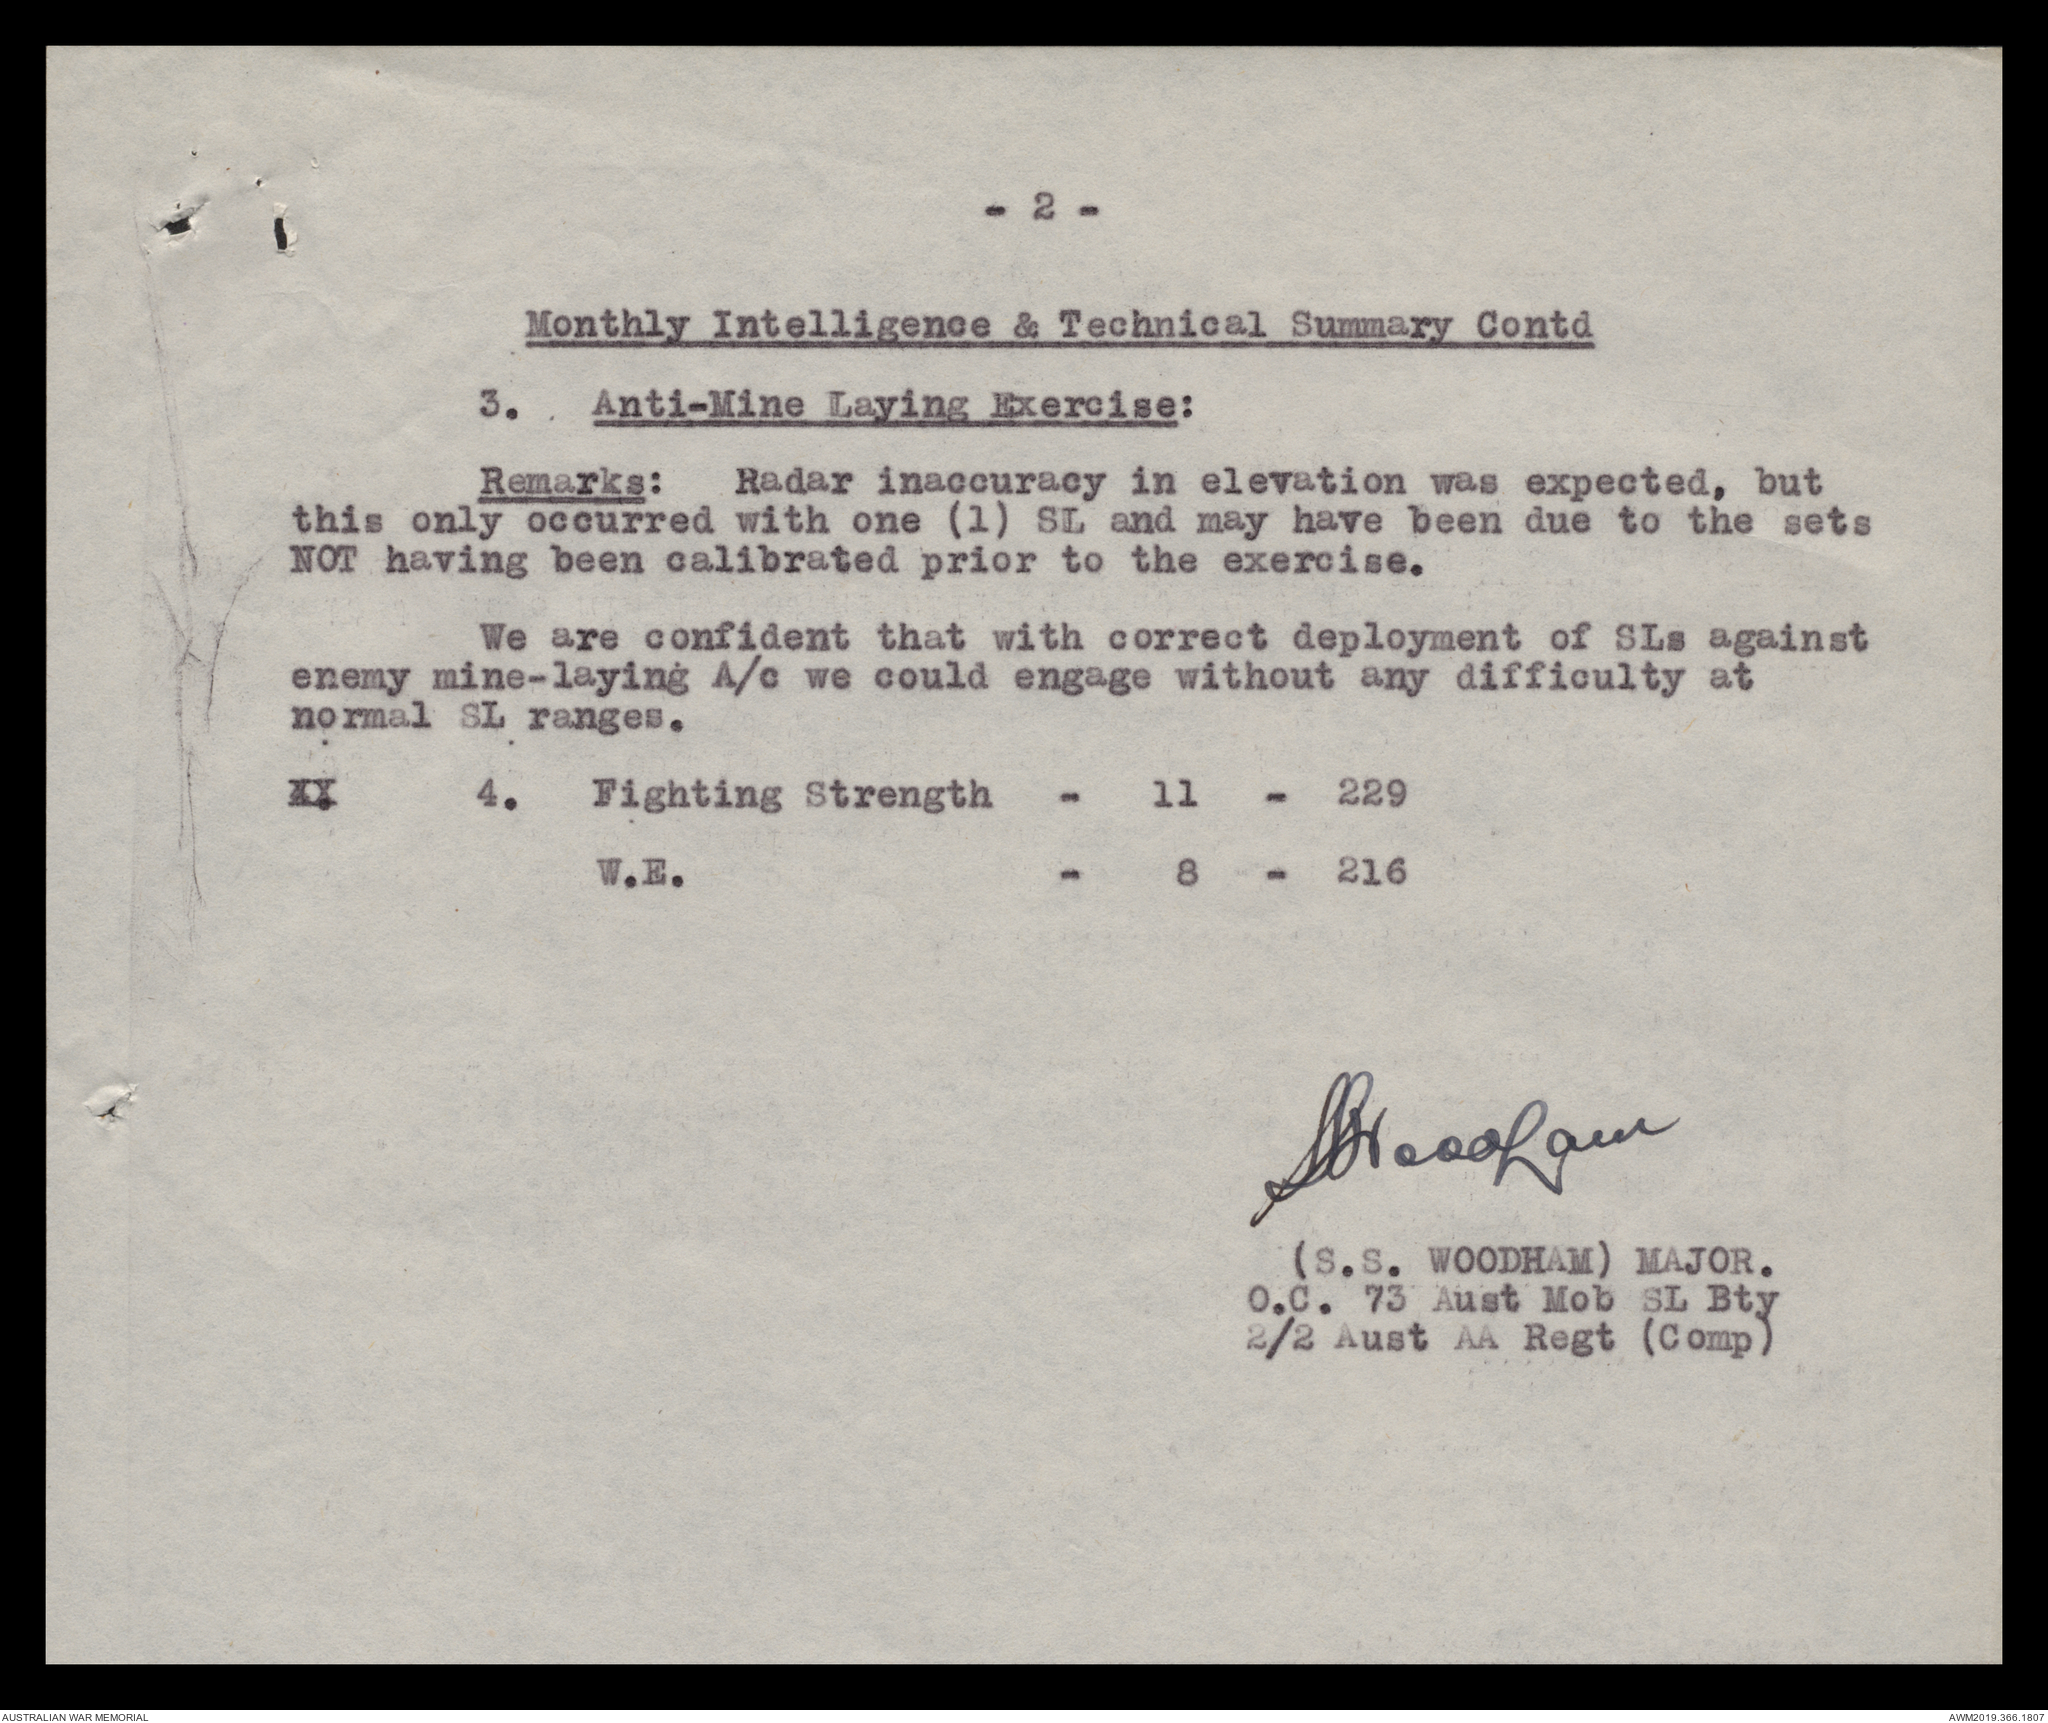 - 2 -
Monthly Intelligence & Technical Summary Contd
3. Anti-Mine Laying Exercise:
Remarks: Radar inaccuracy in elevation was expected, but
this only occurred with one (1) SL and may have been due to the sets
NOT having been calibrated prior to the exercise.
We are confident that with correct deployment of SLs against
enemy mine-laying A/c we could engage without any difficulty at
normal SL ranges.
4. Fighting Strength - 11 - 229
W.E. - 8 - 216
SSWoodham
(S.S. WOODHAM) MAJOR.
O.C. 73 Aust Mob SL Bty
2/2 Aust AA Regt (Comp)
AUSTRALIAN WAR MEMORIAL
AWM2019.366.1807